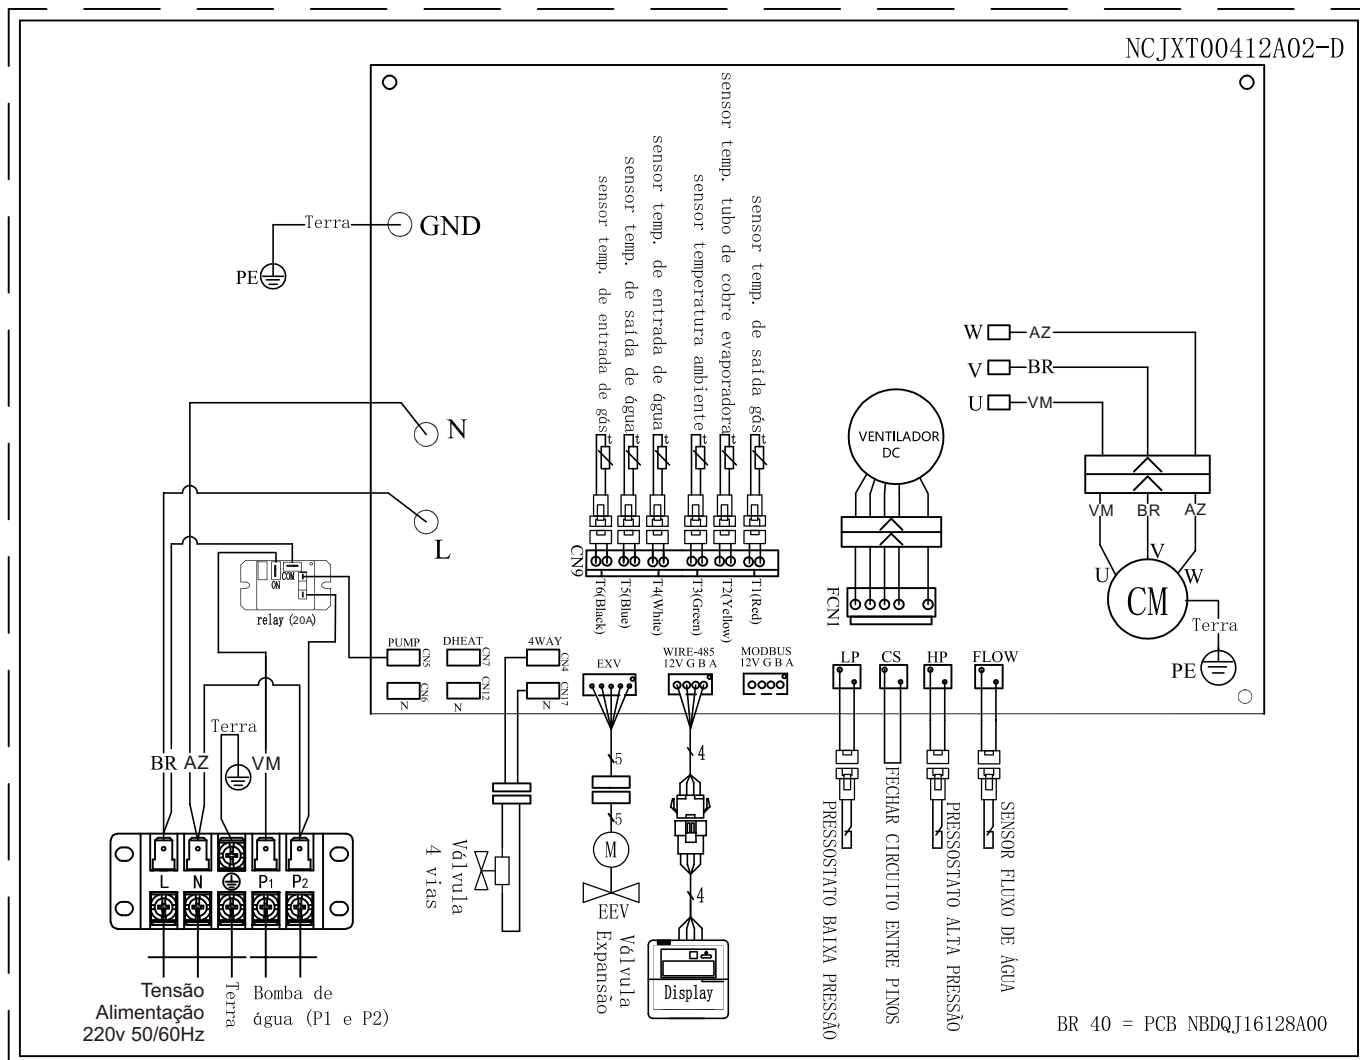 NCJXT00412A02-D
sensor temp. de entrada de gás
sensor temp. de saída de água
sensor temp. de entrada de água
sensor temperatura ambiente
sensor temp. tubo de cobre evaporadora
sensor temp. de saída gás
t
t
t
t
t
t
Terra
GND
PE
N
L
W
AZ
V
BR
U
VM
VENTILADOR
DC
VM
BR
AZ
U
V
W
CM
Terra
PE
CN9
T6(Black)
T5(Blue)
T4(White)
T3(Green)
T2(Yellow)
T1(Red)
FCN1
ON
COM
relay (20A)
PUMP
CN5
DHEAT
CN7
4WAY
CN4
CN6
N
CN12
N
CN17
N
EXV
WIRE-485
12V G B A
MODBUS
12V G B A
LP
CS
HP
FLOW
Terra
BR
AZ
VM
5
5
4
4
M
EEV
Válvula
4 vias
Válvula
Expansão
Display
PRESSOSTATO BAIXA PRESSÃO
FECHAR CIRCUITO ENTRE PINOS
PRESSOSTATO ALTA PRESSÃO
SENSOR FLUXO DE ÁGUA
L
N
P1
P2
Tensão
Alimentação
220v 50/60Hz
Terra
Bomba de
água (P1 e P2)
BR 40 = PCB NBDQJ16128A00